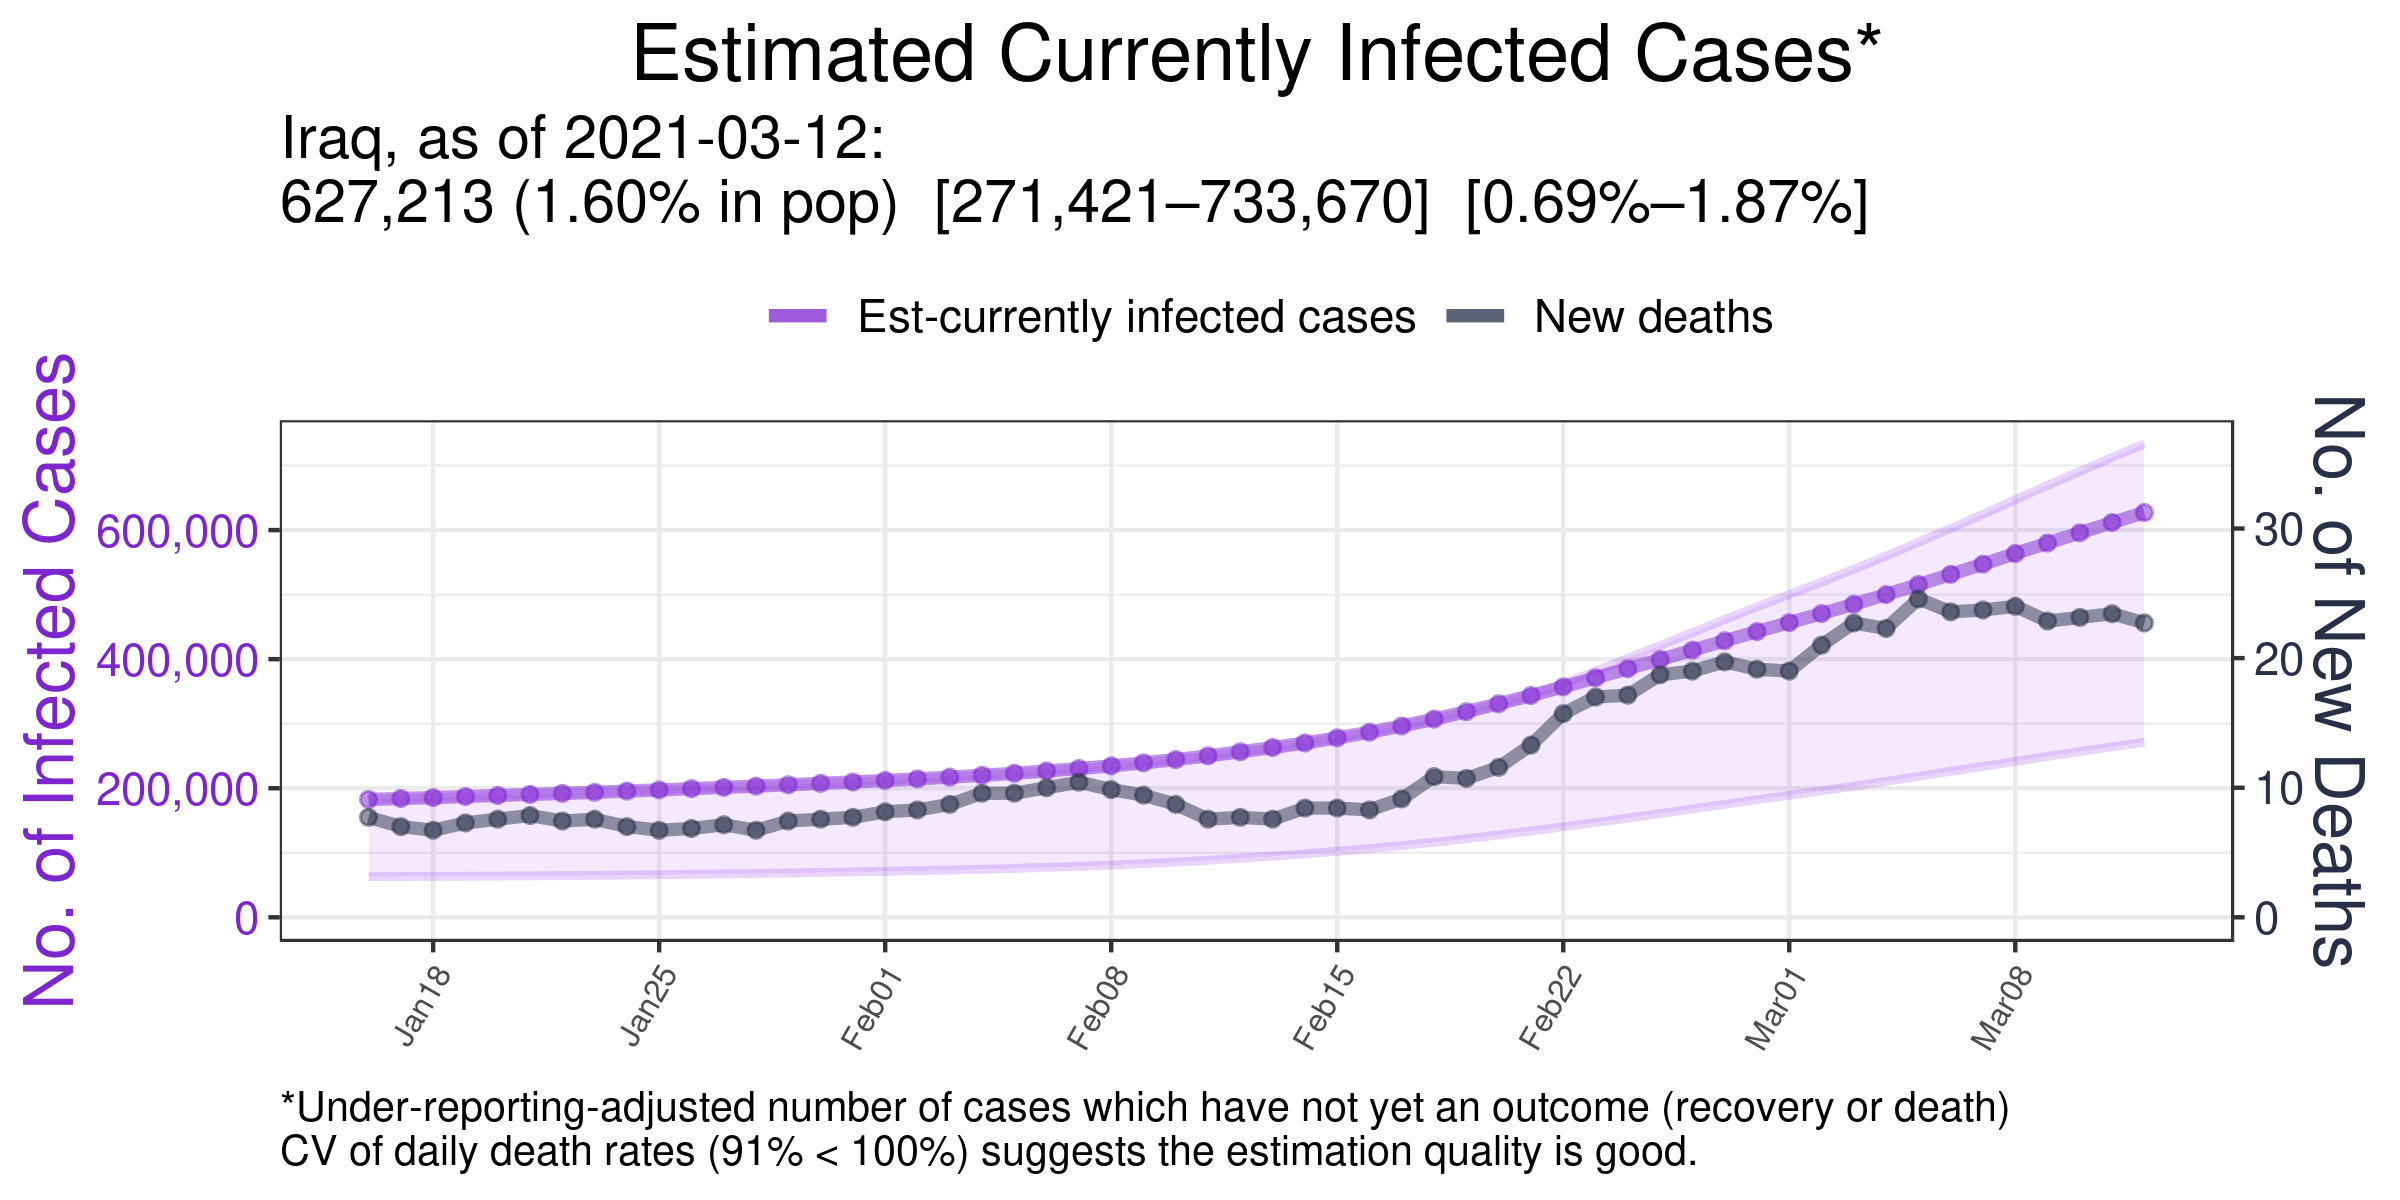 Estimated Currently Infected Cases*
Iraq, as of 2021-03-12:
627,213 (1.60% in pop)  [271,421–733,670]  [0.69%–1.87%]
Est-currently infected cases
New deaths
No. of Infected Cases
600,000
400,000
200,000
0
30
20
10
0
No. of New Deaths
Jan18
Jan25
Feb01
Feb08
Feb15
Feb22
Mar01
Mar08
*Under-reporting-adjusted number of cases which have not yet an outcome (recovery or death)
CV of daily death rates (91% < 100%) suggests the estimation quality is good.